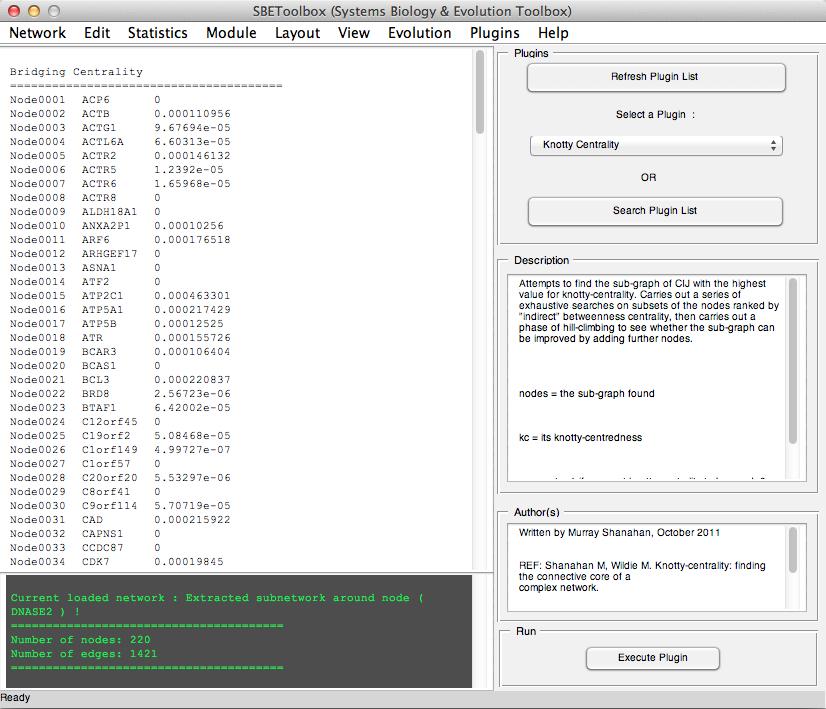 SBEToolbox (Systems Biology & Evolution Toolbox)
Network Edit Statistics Module Layout View Evolution Plugins Help
Bridging Centrality
=======================================
Node0001 ACP6 0
Node0002 ACTB 0.000110956
Node0003 ACTG1 9.67694e-05
Node0004 ACTL6A 6.60313e-05
Node0005 ACTR2 0.000146132
Node0006 ACTR5 1.2392e-05
Node0007 ACTR6 1.65968e-05
Node0008 ACTR8 0
Node0009 ALDH18A1 0
Node0010 ANXA2P1 0.00010256
Node0011 ARF6 0.000176518
Node0012 ARHGEF17 0
Node0013 ASNA1 0
Node0014 ATF2 0
Node0015 ATP2C1 0.000463301
Node0016 ATP5A1 0.000217429
Node0017 ATP5B 0.00012525
Node0018 ATR 0.000155726
Node0019 BCAR3 0.000106404
Node0020 BCAS1 0
Node0021 BCL3 0.000220837
Node0022 BRD8 2.56723e-06
Node0023 BTAF1 6.42002e-05
Node0024 C12orf45 0
Node0025 C19orf2 5.08468e-05
Node0026 C1orf149 4.99727e-07
Node0027 C1orf57 0
Node0028 C20orf20 5.53297e-06
Node0029 C8orf41 0
Node0030 C9orf114 5.70719e-05
Node0031 CAD 0.000215922
Node0032 CAPNS1 0
Node0033 CCDC87 0
Node0034 CDK7 0.00019845
Current loaded network : Extracted subnetwork around node (
DNASE2 ) !
=======================================
Number of nodes: 220
Number of edges: 1421
=======================================
Ready
Plugins
Refresh Plugin List
Select a Plugin :
Knotty Centrality
OR
Search Plugin List
Description
Attempts to find the sub-graph of CIJ with the highest
value for knotty-centrality. Carries out a series of
exhaustive searches on subsets of the nodes ranked by
"indirect" betweenness centrality, then carries out a
phase of hill-climbing to see whether the sub-graph can
be improved by adding further nodes.
nodes = the sub-graph found
kc = its knotty-centredness
Author(s)
Written by Murray Shanahan, October 2011
REF: Shanahan M, Wildie M. Knotty-centrality: finding
the connective core of a
complex network.
Run
Execute Plugin